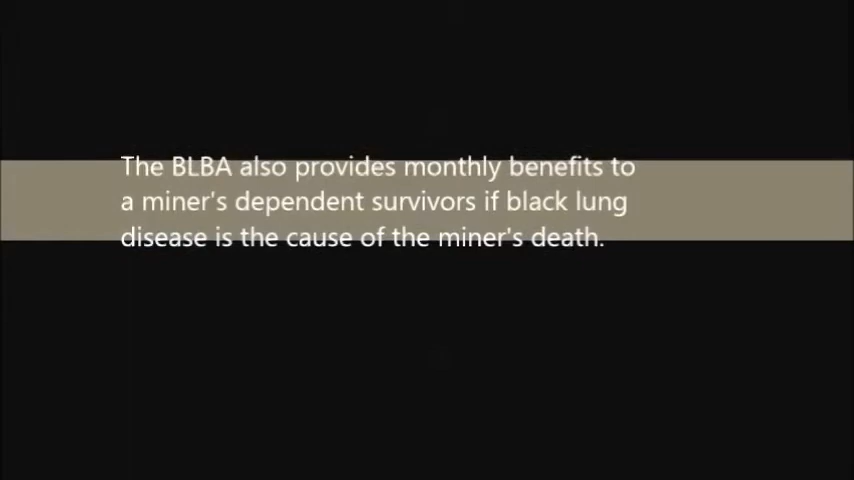 The BLBA also provides monthly benefits to
a miner's dependent survivors if black lung
disease is the cause of the miner's death.